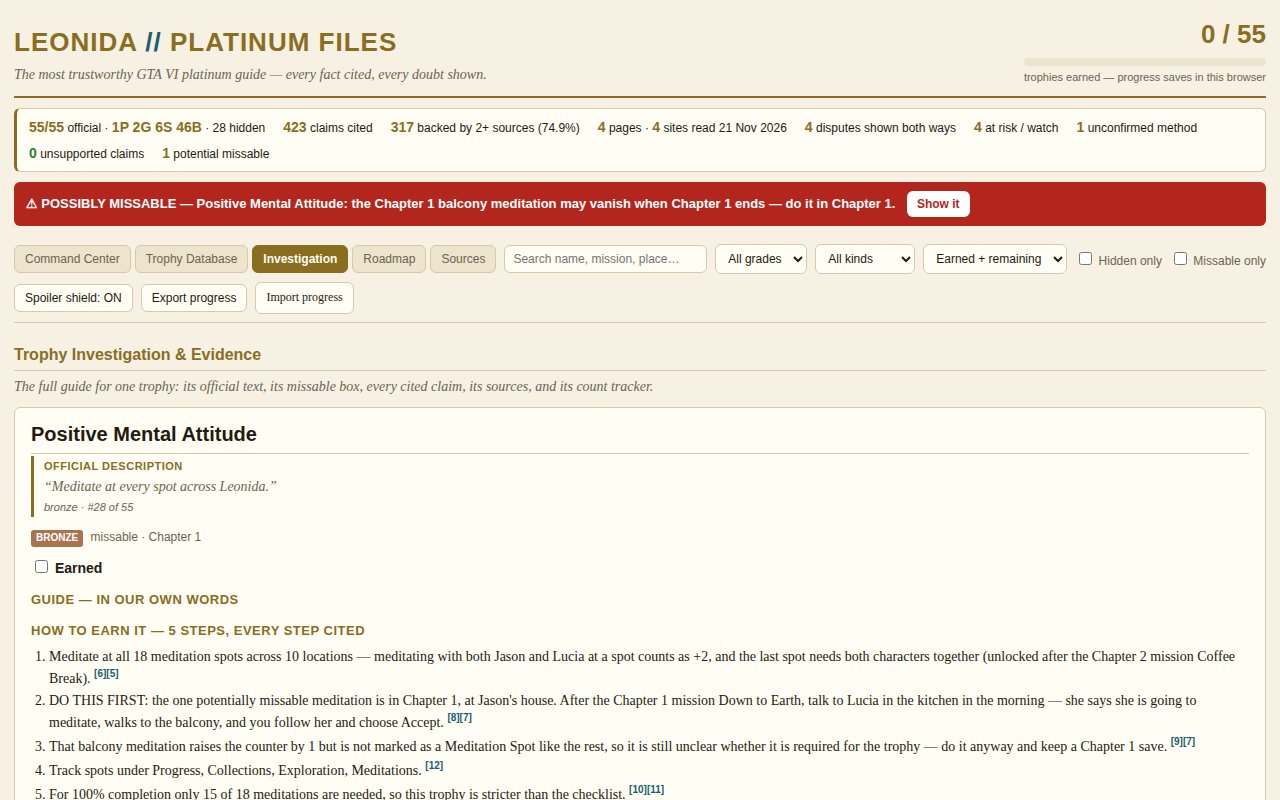 LEONIDA // PLATINUM FILES
The most trustworthy GTA VI platinum guide — every fact cited, every doubt shown.
0 / 55
trophies earned — progress saves in this browser
55/55 official · 1P 2G 6S 46B · 28 hidden 423 claims cited 317 backed by 2+ sources (74.9%) 4 pages · 4 sites read 21 Nov 2026 4 disputes shown both ways 4 at risk / watch 1 unconfirmed method
0 unsupported claims 1 potential missable
⚠ POSSIBLY MISSABLE — Positive Mental Attitude: the Chapter 1 balcony meditation may vanish when Chapter 1 ends — do it in Chapter 1. Show it
Command Center Trophy Database Investigation Roadmap Sources Search name, mission, place… All grades All kinds Earned + remaining Hidden only Missable only
Spoiler shield: ON Export progress Import progress
Trophy Investigation & Evidence
The full guide for one trophy: its official text, its missable box, every cited claim, its sources, and its count tracker.
Positive Mental Attitude
OFFICIAL DESCRIPTION
“Meditate at every spot across Leonida.”
bronze · #28 of 55
BRONZE missable · Chapter 1
Earned
GUIDE — IN OUR OWN WORDS
HOW TO EARN IT — 5 STEPS, EVERY STEP CITED
1. Meditate at all 18 meditation spots across 10 locations — meditating with both Jason and Lucia at a spot counts as +2, and the last spot needs both characters together (unlocked after the Chapter 2 mission Coffee
Break). [6][5]
2. DO THIS FIRST: the one potentially missable meditation is in Chapter 1, at Jason's house. After the Chapter 1 mission Down to Earth, talk to Lucia in the kitchen in the morning — she says she is going to
meditate, walks to the balcony, and you follow her and choose Accept. [8][7]
3. That balcony meditation raises the counter by 1 but is not marked as a Meditation Spot like the rest, so it is still unclear whether it is required for the trophy — do it anyway and keep a Chapter 1 save. [9][7]
4. Track spots under Progress, Collections, Exploration, Meditations. [12]
5. For 100% completion only 15 of 18 meditations are needed, so this trophy is stricter than the checklist. [10][11]